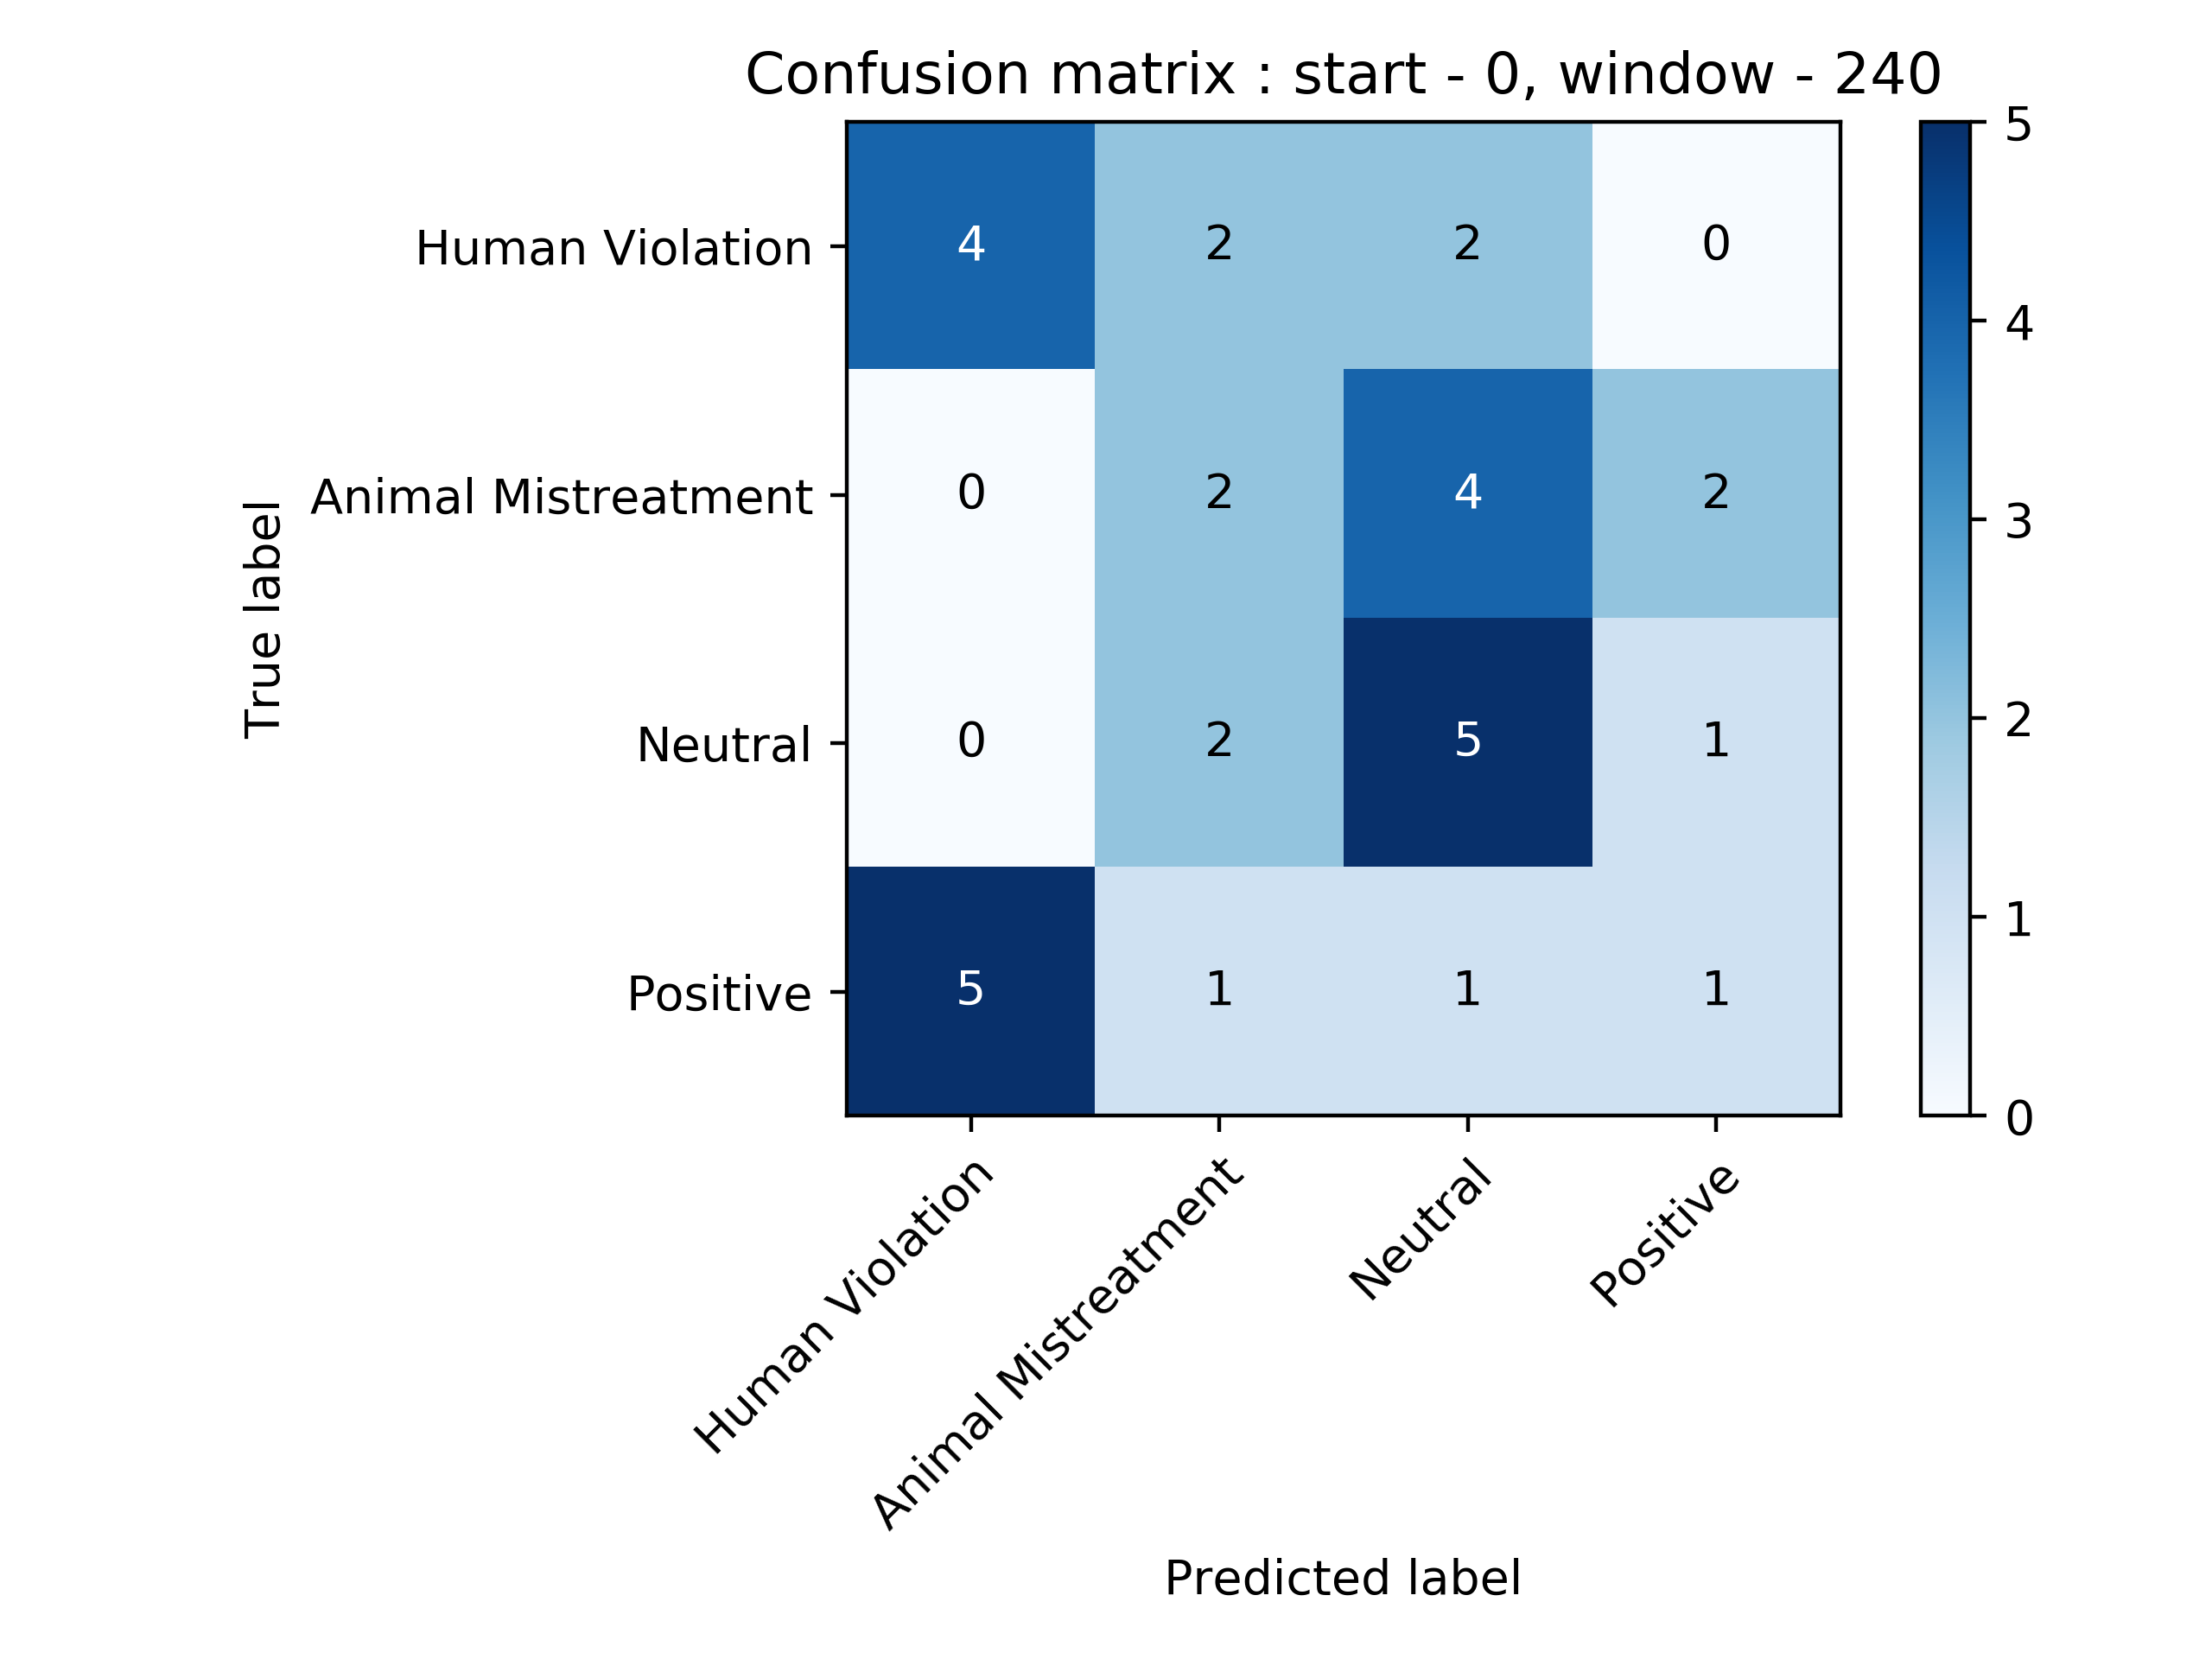 Confusion matrix : start - 0, window - 240
Human Violation 4 2 2 0
Animal Mistreatment 0 2 4 2
Neutral 0 2 5 1
Positive 5 1 1 1
True label
5
4
3
2
1
0
Human Violation
Animal Mistreatment
Neutral
Positive
Predicted label